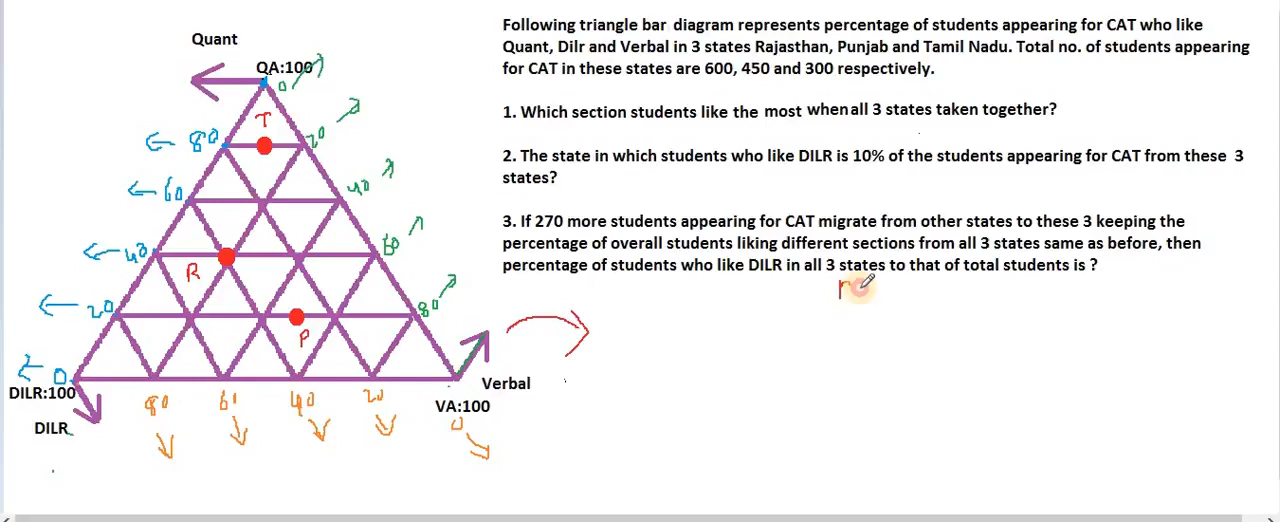 Quant
QA:100
0
T
80
20
60
40
40
60
R
20
80
P
0
DILR:100
Verbal
80
60
40
20
VA:100
0
DILR
Following triangle bar diagram represents percentage of students appearing for CAT who like
Quant, Dilr and Verbal in 3 states Rajasthan, Punjab and Tamil Nadu. Total no. of students appearing
for CAT in these states are 600, 450 and 300 respectively.
1. Which section students like the most when all 3 states taken together?
2. The state in which students who like DILR is 10% of the students appearing for CAT from these 3
states?
3. If 270 more students appearing for CAT migrate from other states to these 3 keeping the
percentage of overall students liking different sections from all 3 states same as before, then
percentage of students who like DILR in all 3 states to that of total students is ?